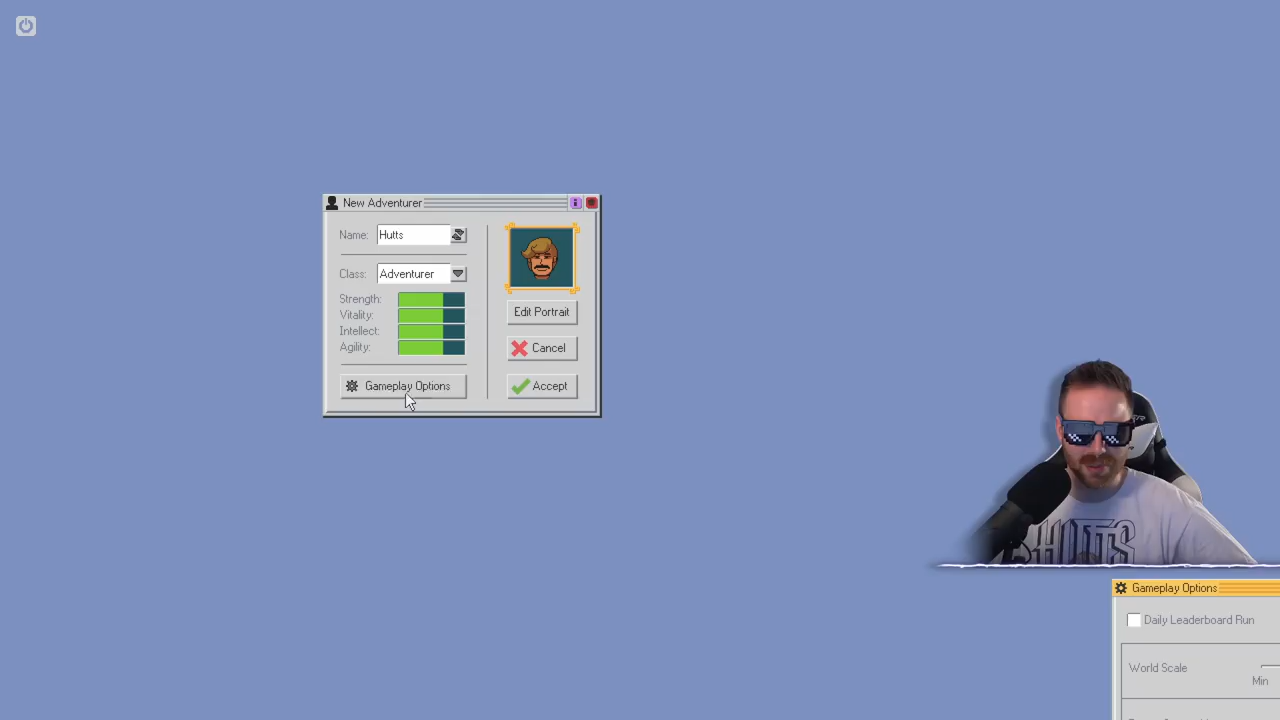 New Adventurer
Name: Hutts
Class: Adventurer
Strength:
Vitality:
Intellect:
Agility:
Gameplay Options
Edit Portrait
Cancel
Accept
HUTTS
Gameplay Options
Daily Leaderboard Run
World Scale
Min